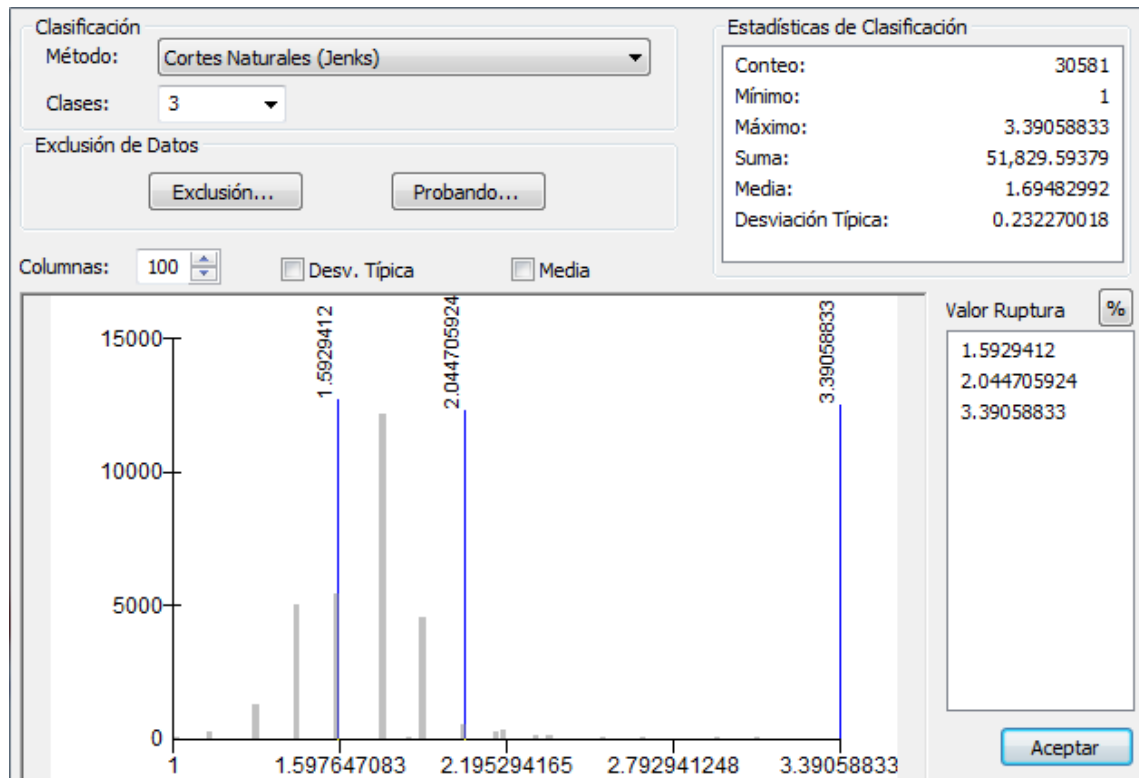 Clasificación
Método: Cortes Naturales (Jenks)
Clases: 3
Exclusión de Datos
Exclusión... Probando...
Estadísticas de Clasificación
Conteo: 30581
Mínimo: 1
Máximo: 3.39058833
Suma: 51,829.59379
Media: 1.69482992
Desviación Típica: 0.232270018
Columnas: 100 Desv. Típica Media
1.5929412
2.044705924
3.39058833
15000
10000
5000
0
1 1.597647083 2.195294165 2.792941248 3.39058833
Valor Ruptura %
1.5929412
2.044705924
3.39058833
Aceptar